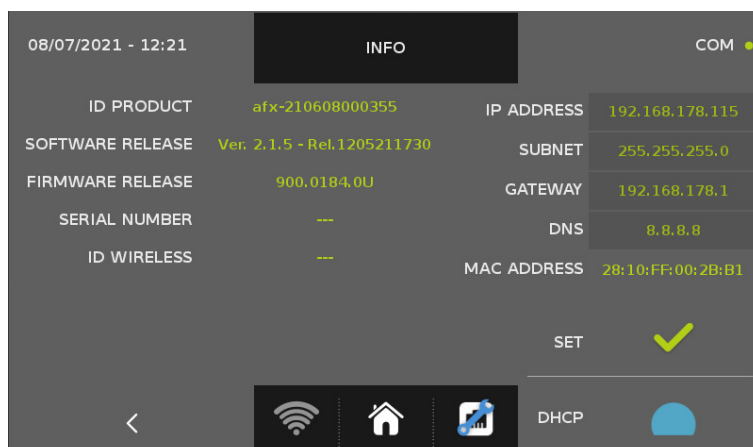 08/07/2021 - 12:21 INFO COM
ID PRODUCT afx-210608000355 IP ADDRESS 192.168.178.115
SOFTWARE RELEASE Ver. 2.1.5 - Rel.1205211730 SUBNET 255.255.255.0
FIRMWARE RELEASE 900.0184.0U GATEWAY 192.168.178.1
SERIAL NUMBER --- DNS 8.8.8.8
ID WIRELESS --- MAC ADDRESS 28:10:FF:00:2B:B1
SET
DHCP